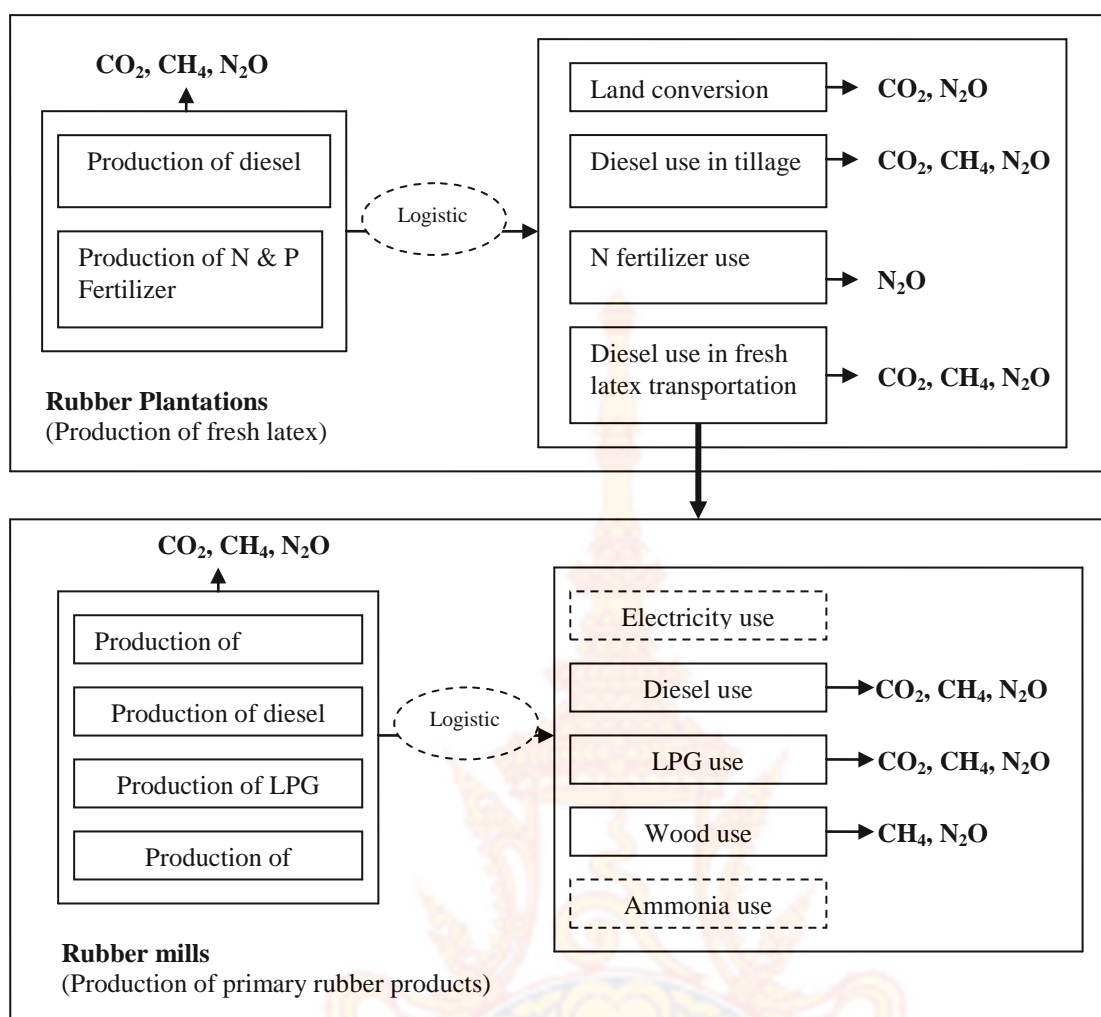 CO₂, CH₄, N₂O
Production of diesel
Production of N & P
Fertilizer
Logistic
Land conversion
CO₂, N₂O
Diesel use in tillage
CO₂, CH₄, N₂O
N fertilizer use
N₂O
Diesel use in fresh
latex transportation
CO₂, CH₄, N₂O
Rubber Plantations
(Production of fresh latex)
CO₂, CH₄, N₂O
Production of
Production of diesel
Production of LPG
Production of
Logistic
Electricity use
Diesel use
CO₂, CH₄, N₂O
LPG use
CO₂, CH₄, N₂O
Wood use
CH₄, N₂O
Ammonia use
Rubber mills
(Production of primary rubber products)